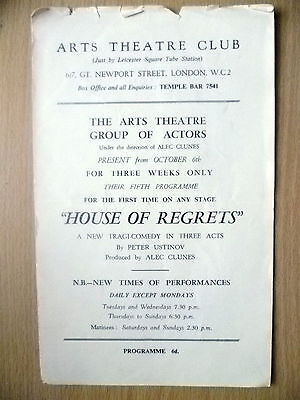 ARTS THEATRE CLUB
(Just by Leicester Square Tube Station)
6/7, GT. NEWPORT STREET, LONDON, W.C.2
Box Office and all Enquiries: TEMPLE BAR 7541
THE ARTS THEATRE
GROUP OF ACTORS
Under the direction of ALEC CLUNES
PRESENT from OCTOBER 6th
FOR THREE WEEKS ONLY
THEIR FIFTH PROGRAMME
FOR THE FIRST TIME ON ANY STAGE
"HOUSE OF REGRETS"
A NEW TRAGI-COMEDY IN THREE ACTS
By PETER USTINOV
Produced by ALEC CLUNES
N.B.—NEW TIMES OF PERFORMANCES
DAILY EXCEPT MONDAYS
Tuesdays and Wednesdays 7.30 p.m.
Thursdays to Sundays 6.30 p.m.
Matinees: Saturdays and Sundays 2.30 p.m.
PROGRAMME 6d.